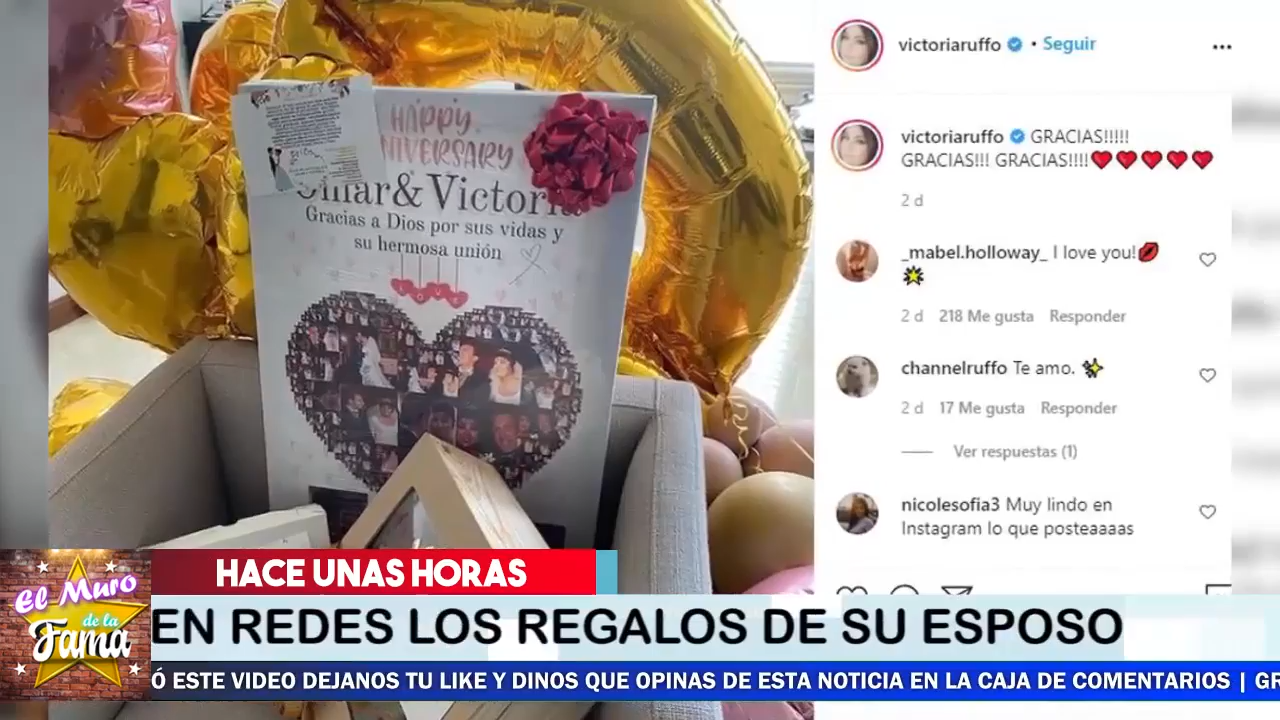 HAPPY
NIVERSARY
Omar & Victoria
Gracias a Dios por sus vidas y
su hermosa unión
LOVE
victoriaruffo • Seguir
victoriaruffo GRACIAS!!!!!
GRACIAS!!! GRACIAS!!!!❤❤❤❤❤
2 d
_mabel.holloway_ I love you!💋
🌟
2 d 218 Me gusta Responder
channelruffo Te amo. ✨
2 d 17 Me gusta Responder
Ver respuestas (1)
nicolesofia3 Muy lindo en
Instagram lo que posteaaaas
HACE UNAS HORAS
El Muro
de la
Fama
EN REDES LOS REGALOS DE SU ESPOSO
Ó ESTE VIDEO DEJANOS TU LIKE Y DINOS QUE OPINAS DE ESTA NOTICIA EN LA CAJA DE COMENTARIOS | GR